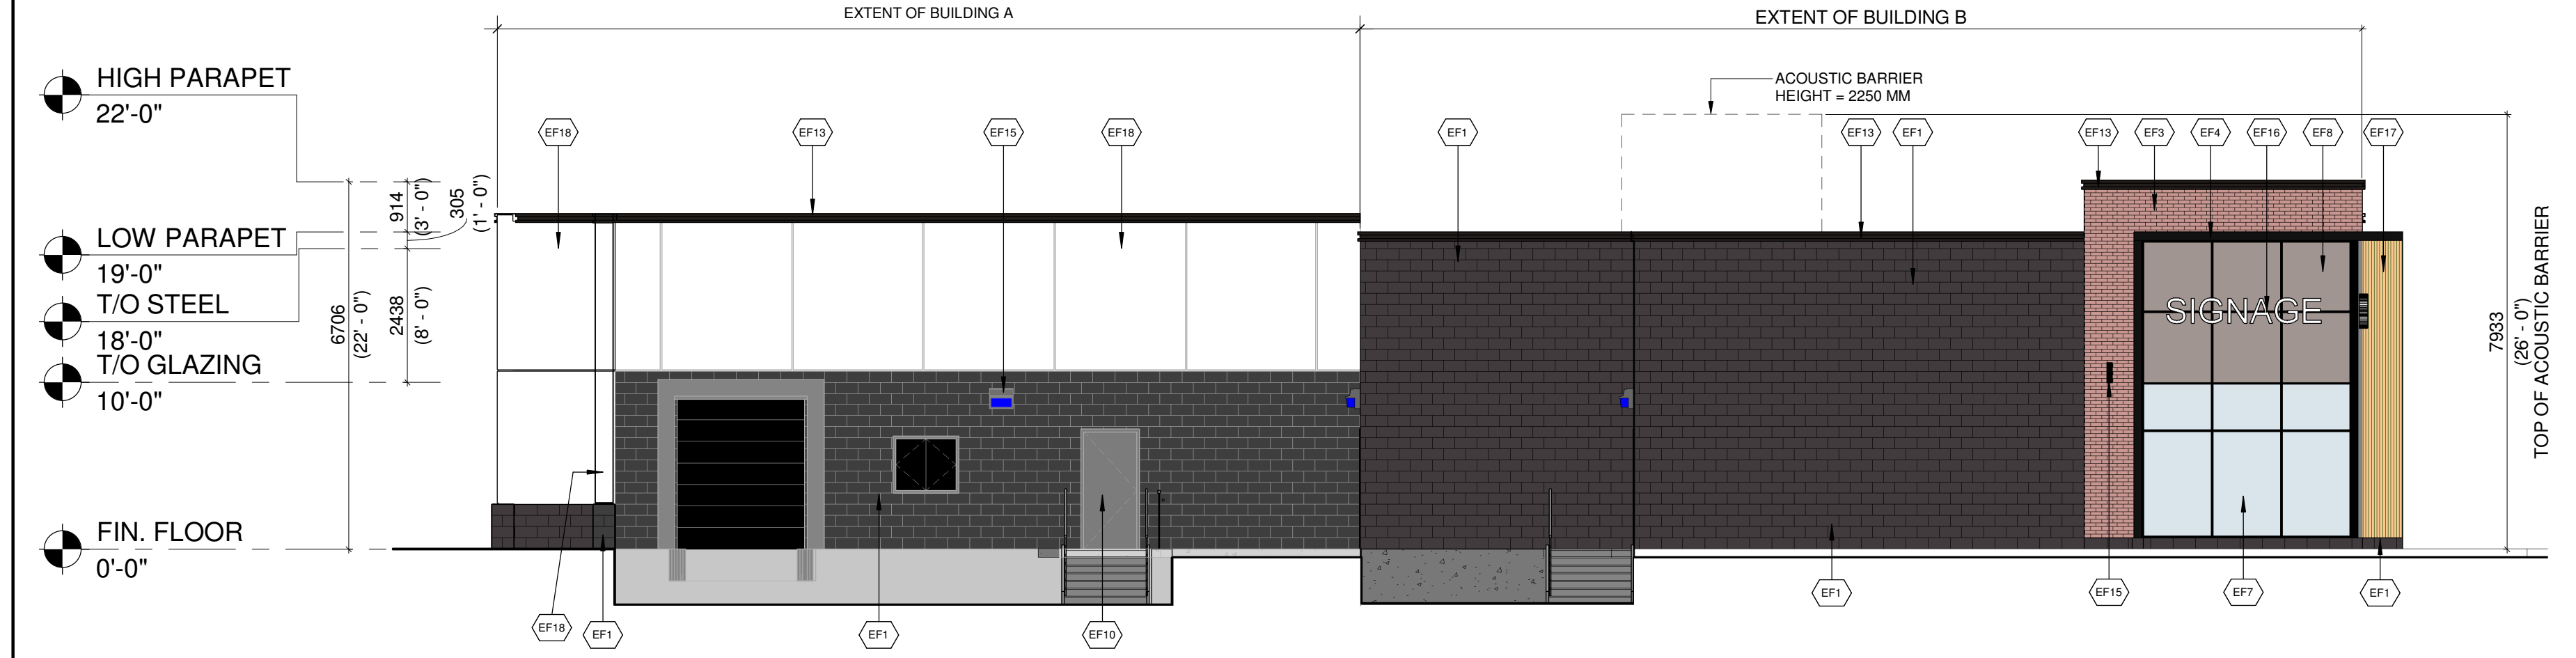 EXTENT OF BUILDING A
EXTENT OF BUILDING B
HIGH PARAPET
22'-0"
LOW PARAPET
19'-0"
T/O STEEL
18'-0"
T/O GLAZING
10'-0"
FIN. FLOOR
0'-0"
6706
(22' - 0")
914
(3' - 0")
305
(1' - 0")
2438
(8' - 0")
ACOUSTIC BARRIER
HEIGHT = 2250 MM
EF18
EF13
EF15
EF18
EF1
EF13
EF1
EF13
EF3
EF4
EF16
EF8
EF17
SIGNAGE
7933
(26' - 0")
TOP OF ACOUSTIC BARRIER
EF18
EF1
EF1
EF10
EF1
EF15
EF7
EF1